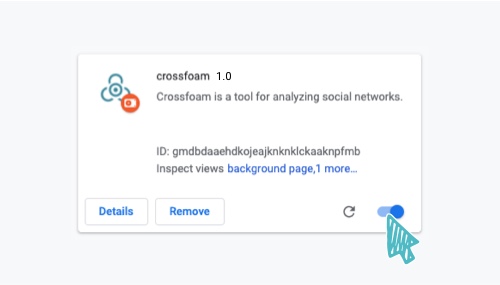 crossfoam 1.0
Crossfoam is a tool for analyzing social networks.
ID: gmdbdaaehdkojeajknknklckaaknpfmb
Inspect views background page,1 more...
Details
Remove